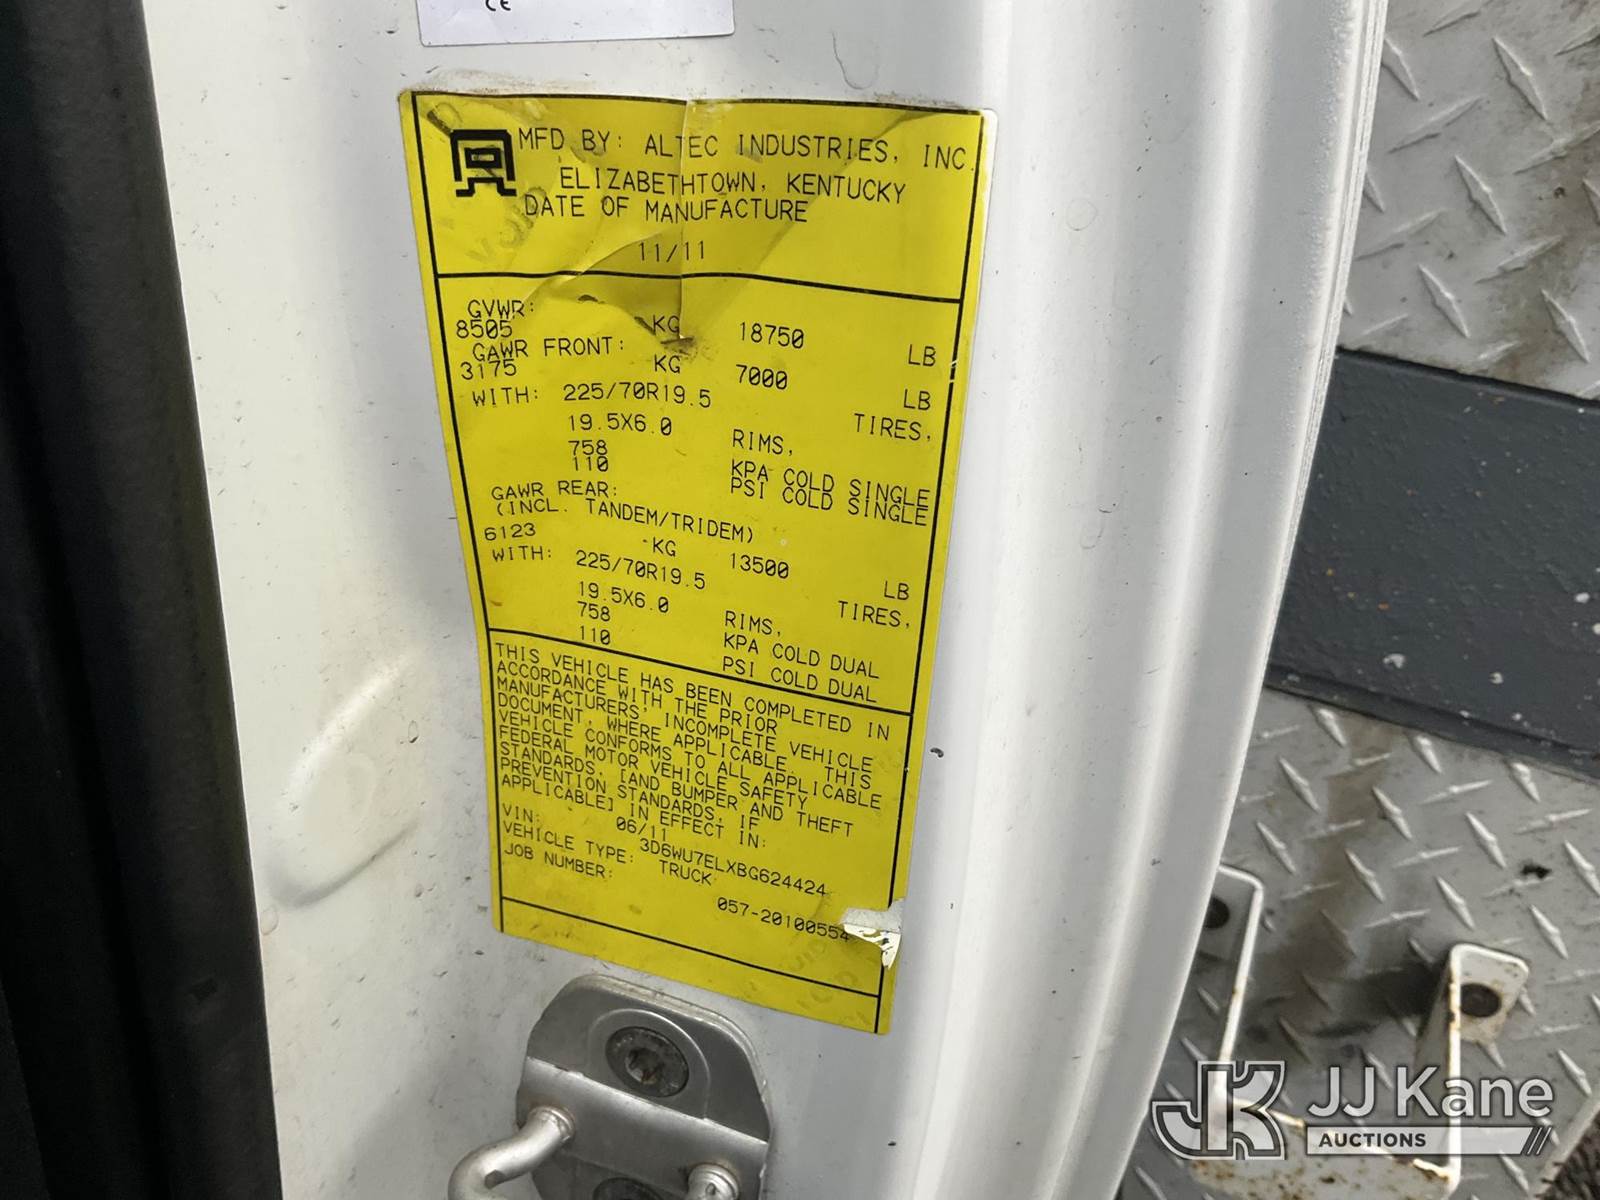 CE
MFD BY: ALTEC INDUSTRIES, INC.
ELIZABETHTOWN, KENTUCKY
DATE OF MANUFACTURE
11/11
GVWR:
8505 KG 18750 LB
GAWR FRONT:
3175 KG 7000 LB
WITH: 225/70R19.5 TIRES,
19.5X6.0 RIMS,
758 KPA COLD SINGLE
110 PSI COLD SINGLE
GAWR REAR:
(INCL. TANDEM/TRIDEM)
6123 KG 13500 LB
WITH: 225/70R19.5 TIRES,
19.5X6.0 RIMS,
758 KPA COLD DUAL
110 PSI COLD DUAL
THIS VEHICLE HAS BEEN COMPLETED IN
ACCORDANCE WITH THE PRIOR
MANUFACTURERS' INCOMPLETE VEHICLE
DOCUMENT, WHERE APPLICABLE. THIS
VEHICLE CONFORMS TO ALL APPLICABLE
FEDERAL MOTOR VEHICLE SAFETY
STANDARDS, [AND BUMPER AND THEFT
PREVENTION STANDARDS, IF
APPLICABLE] IN EFFECT IN:
06/11
VIN: 3D6WU7ELXBG624424
VEHICLE TYPE: TRUCK
JOB NUMBER: 057-20100554
JK JJ Kane
AUCTIONS